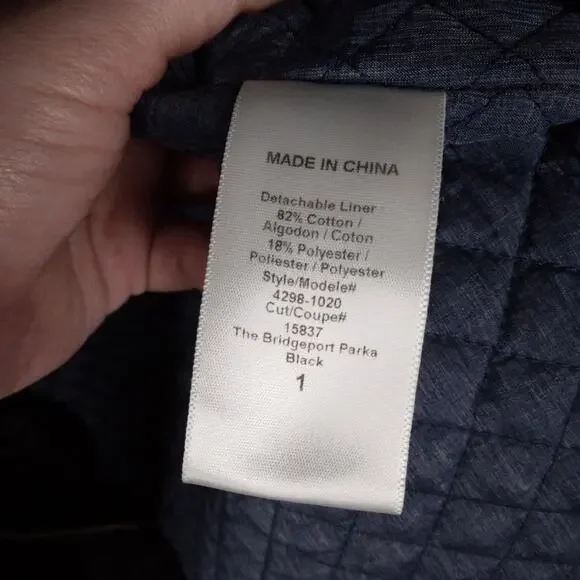 MADE IN CHINA
Detachable Liner
82% Cotton /
Algodon / Coton
18% Polyester /
Poliester / Polyester
Style/Modele#
4298-1020
Cut/Coupe#
15837
The Bridgeport Parka
Black
1